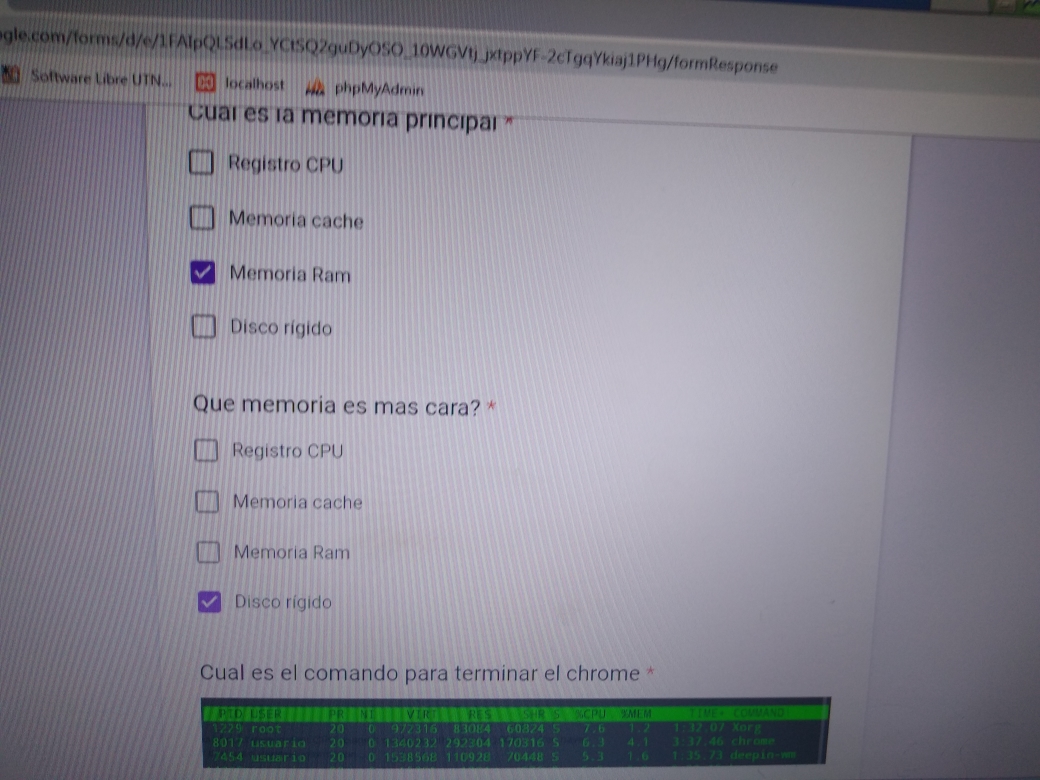 gle.com/forms/d/e/1FAIpQLSdLo_YCtSQ2guDyOSO_10WGVtj_jxtppYF-2cTgqYkiaj1PHg/formResponse
Software Libre UTN... localhost phpMyAdmin
Cual es la memoria principal *
Registro CPU
Memoria cache
Memoria Ram
Disco rígido
Que memoria es mas cara? *
Registro CPU
Memoria cache
Memoria Ram
Disco rígido
Cual es el comando para terminar el chrome *
PID USER PR NI VIRT RES SHR S %CPU %MEM TIME+ COMMAND
1229 root 20 0 977316 83084 60824 S 7.6 1.2 1:32.07 Xorg
8017 usuario 20 0 1340232 292304 170316 S 6.3 4.1 3:37.46 chrome
7454 usuario 20 0 1538568 110928 70448 S 5.3 1.6 1:35.73 deepin-wm